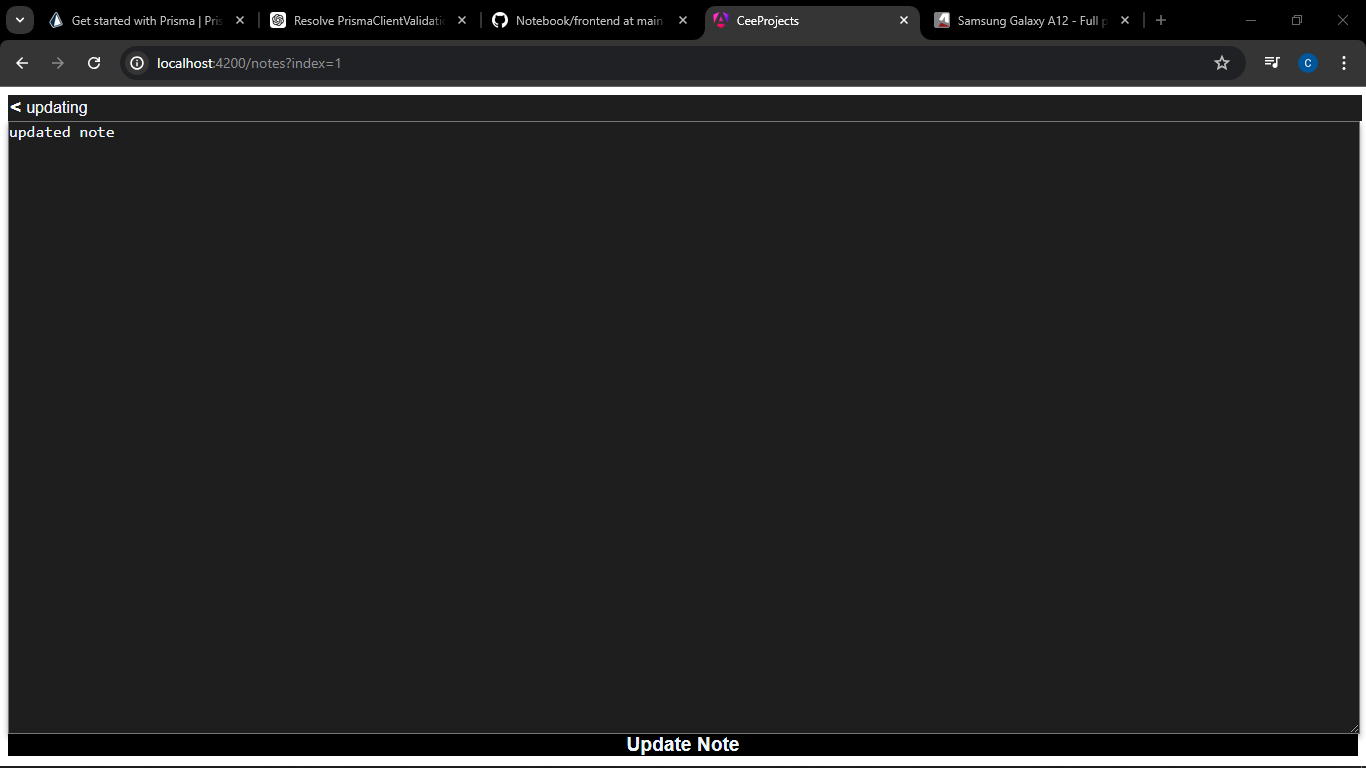 Get started with Prisma | Pris
Resolve PrismaClientValidati
Notebook/frontend at main
CeeProjects
Samsung Galaxy A12 - Full p
localhost:4200/notes?index=1
C
< updating
updated note
Update Note